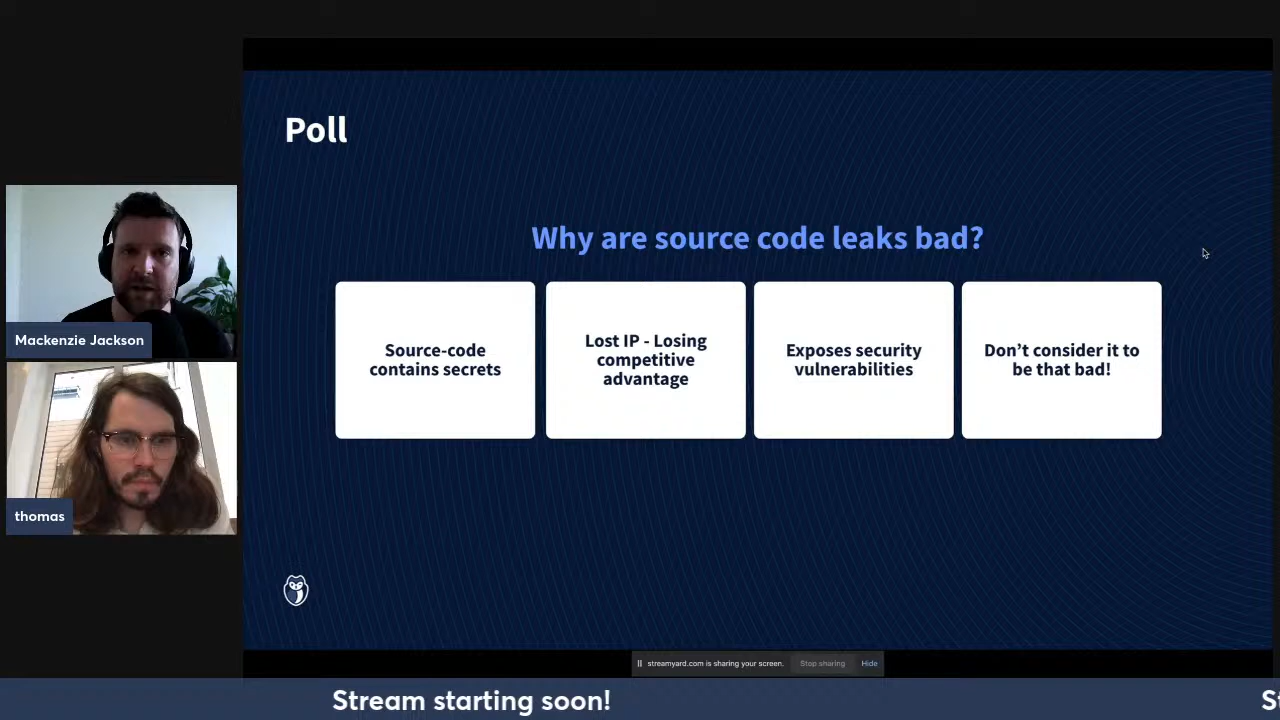 Poll
Why are source code leaks bad?
Source-code
contains secrets
Lost IP - Losing
competitive
advantage
Exposes security
vulnerabilities
Don’t consider it to
be that bad!
Mackenzie Jackson
thomas
streamyard.com is sharing your screen.
Stop sharing
Hide
Stream starting soon!
St